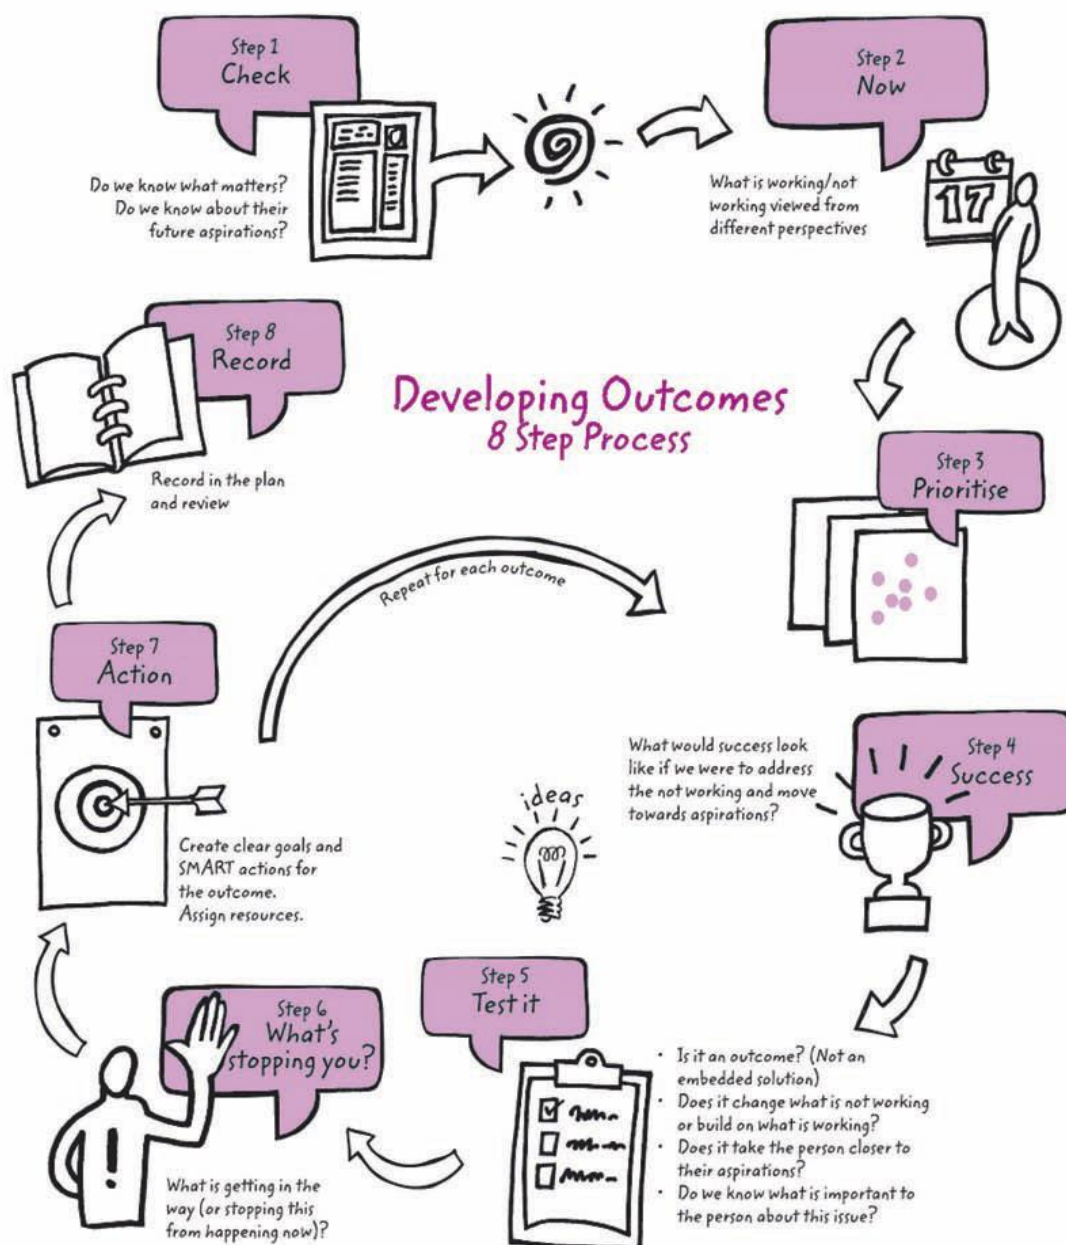 Step 1
Check
Do we know what matters?
Do we know about their
future aspirations?
Step 2
Now
17
What is working/not
working viewed from
different perspectives
Step 8
Record
Record in the plan
and review
Developing Outcomes
8 Step Process
Step 3
Prioritise
Repeat for each outcome
Step 7
Action
Create clear goals and
SMART actions for
the outcome.
Assign resources.
What would success look
like if we were to address
the not working and move
towards aspirations?
Step 4
Success
ideas
Step 5
Test it
• Is it an outcome? (Not an
embedded solution)
• Does it change what is not working
or build on what is working?
• Does it take the person closer to
their aspirations?
• Do we know what is important to
the person about this issue?
Step 6
What's
stopping you?
!
What is getting in the
way (or stopping this
from happening now)?